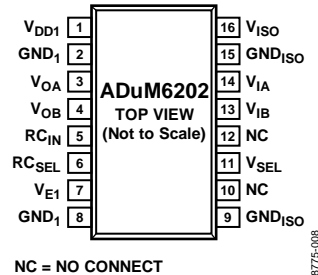 VDD1 1 16 VISO
GND1 2 15 GNDISO
VOA 3 14 VIA
ADuM6202
VOB 4 TOP VIEW 13 VIB
RCIN 5 (Not to Scale) 12 NC
RCSEL 6 11 VSEL
VE1 7 10 NC
GND1 8 9 GNDISO
NC = NO CONNECT
8775-008